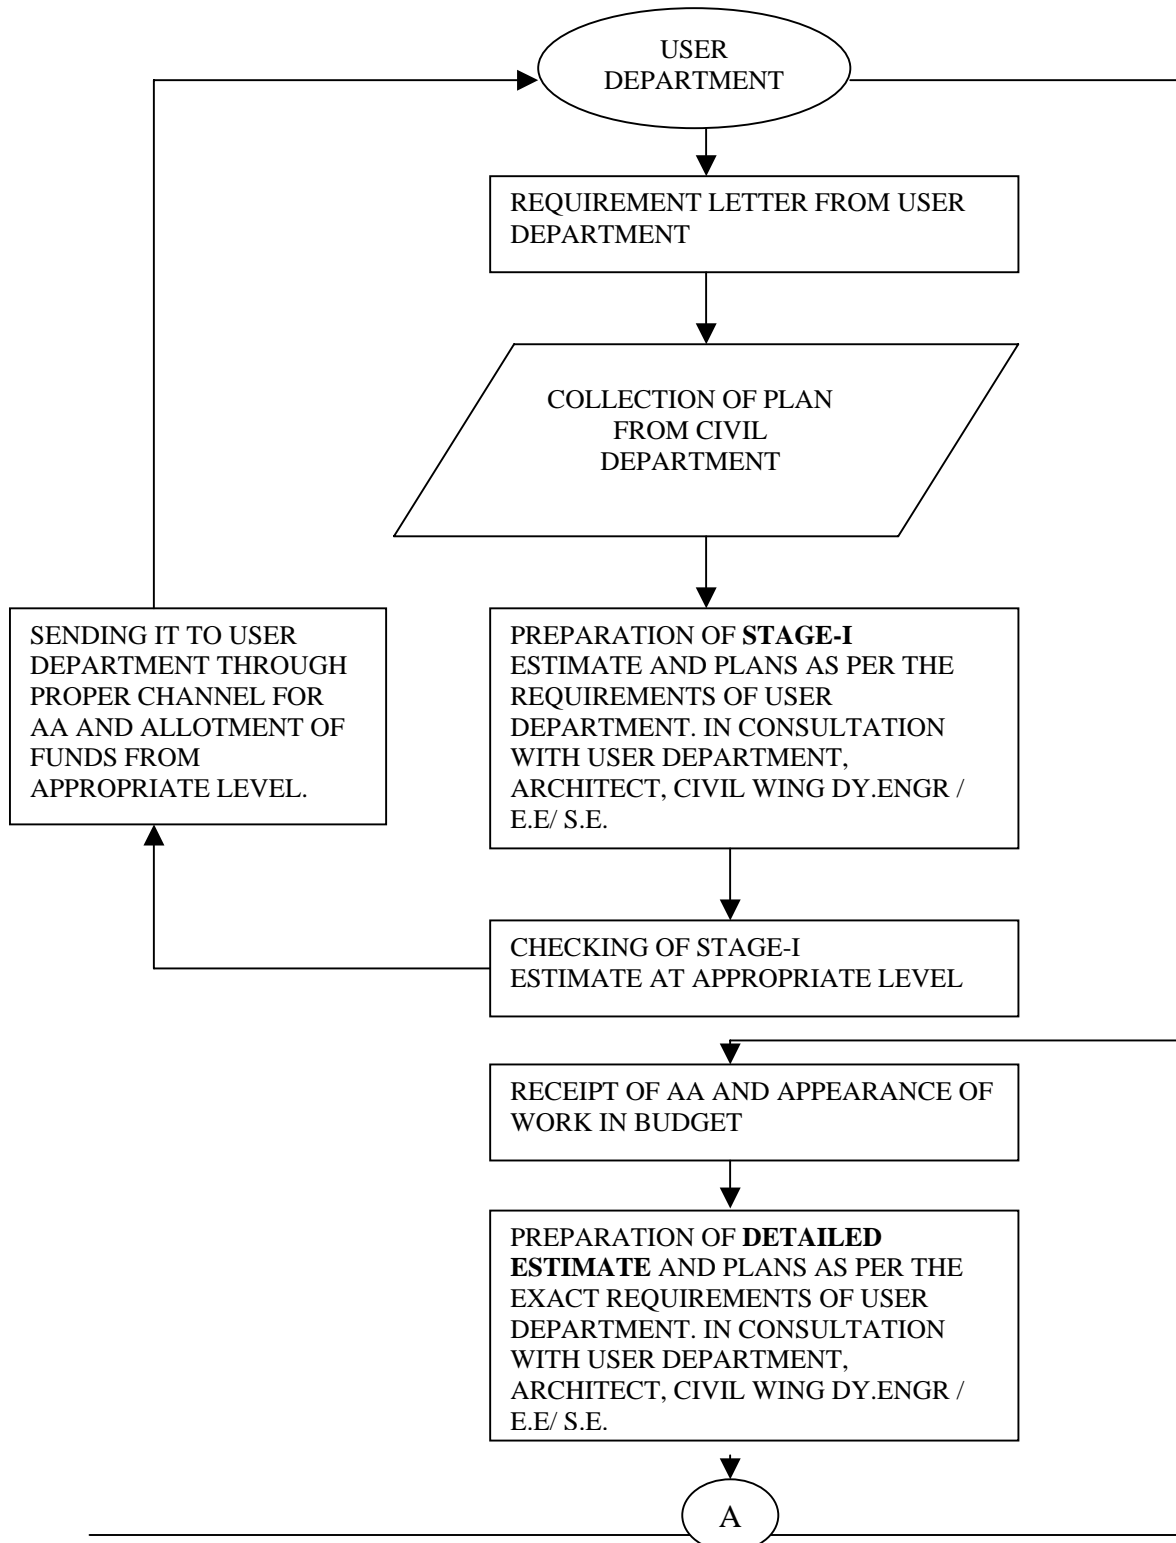 USER
DEPARTMENT
REQUIREMENT LETTER FROM USER
DEPARTMENT
COLLECTION OF PLAN
FROM CIVIL
DEPARTMENT
SENDING IT TO USER
DEPARTMENT THROUGH
PROPER CHANNEL FOR
AA AND ALLOTMENT OF
FUNDS FROM
APPROPRIATE LEVEL.
PREPARATION OF STAGE-I
ESTIMATE AND PLANS AS PER THE
REQUIREMENTS OF USER
DEPARTMENT. IN CONSULTATION
WITH USER DEPARTMENT,
ARCHITECT, CIVIL WING DY.ENGR /
E.E/ S.E.
CHECKING OF STAGE-I
ESTIMATE AT APPROPRIATE LEVEL
RECEIPT OF AA AND APPEARANCE OF
WORK IN BUDGET
PREPARATION OF DETAILED
ESTIMATE AND PLANS AS PER THE
EXACT REQUIREMENTS OF USER
DEPARTMENT. IN CONSULTATION
WITH USER DEPARTMENT,
ARCHITECT, CIVIL WING DY.ENGR /
E.E/ S.E.
A